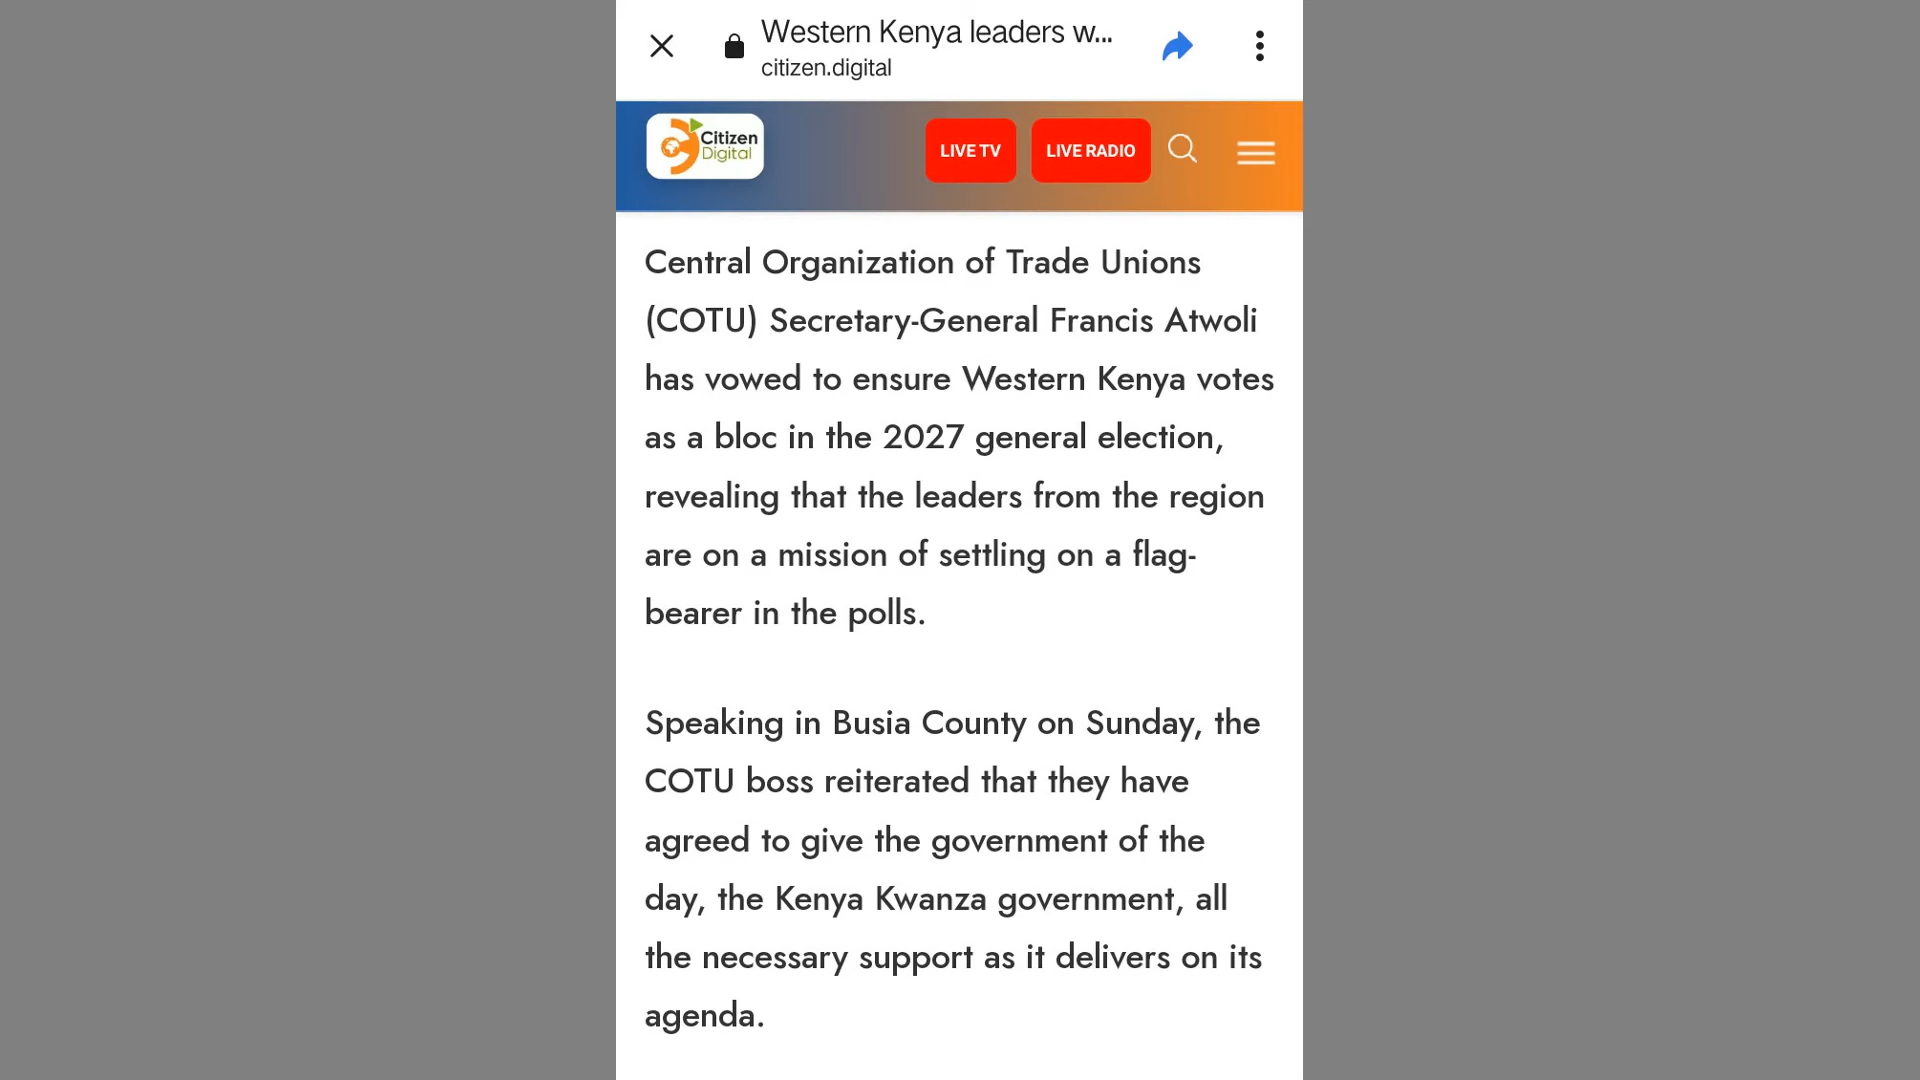 Western Kenya leaders w...
citizen.digital
Citizen
Digital
LIVE TV
LIVE RADIO
Central Organization of Trade Unions
(COTU) Secretary-General Francis Atwoli
has vowed to ensure Western Kenya votes
as a bloc in the 2027 general election,
revealing that the leaders from the region
are on a mission of settling on a flag-
bearer in the polls.
Speaking in Busia County on Sunday, the
COTU boss reiterated that they have
agreed to give the government of the
day, the Kenya Kwanza government, all
the necessary support as it delivers on its
agenda.